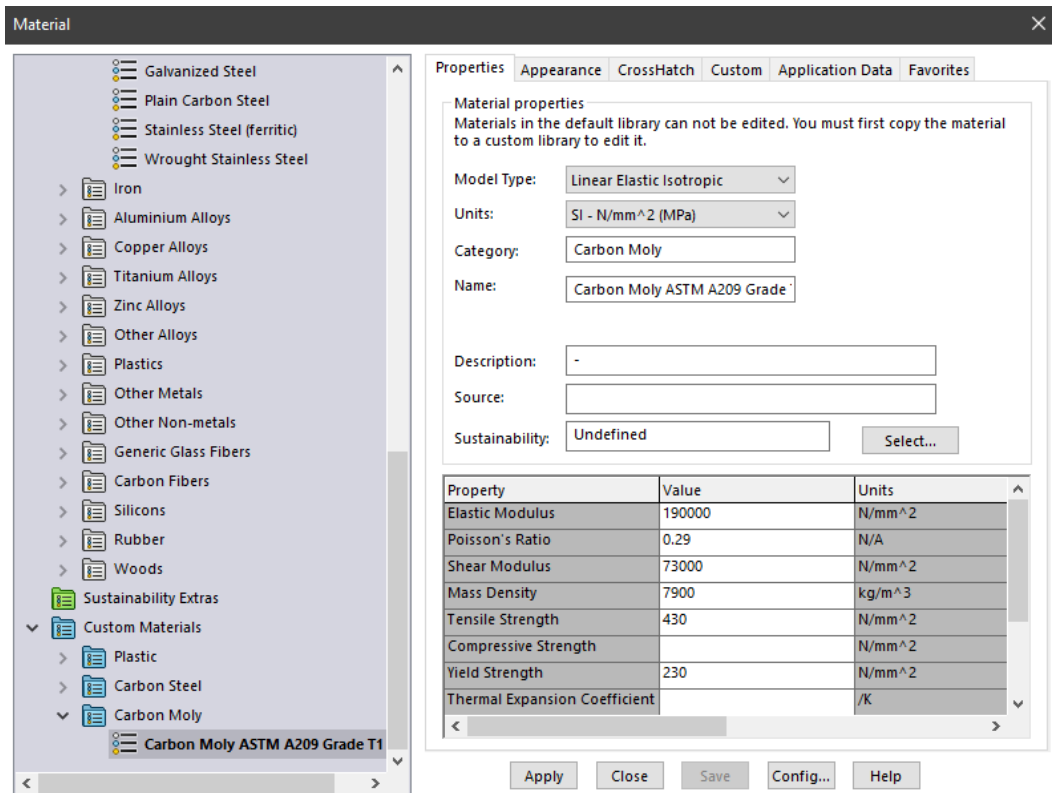 Material
Galvanized Steel
Plain Carbon Steel
Stainless Steel (ferritic)
Wrought Stainless Steel
Iron
Aluminium Alloys
Copper Alloys
Titanium Alloys
Zinc Alloys
Other Alloys
Plastics
Other Metals
Other Non-metals
Generic Glass Fibers
Carbon Fibers
Silicons
Rubber
Woods
Sustainability Extras
Custom Materials
Plastic
Carbon Steel
Carbon Moly
Carbon Moly ASTM A209 Grade T1
Properties Appearance CrossHatch Custom Application Data Favorites
Material properties
Materials in the default library can not be edited. You must first copy the material
to a custom library to edit it.
Model Type: Linear Elastic Isotropic
Units: SI - N/mm^2 (MPa)
Category: Carbon Moly
Name: Carbon Moly ASTM A209 Grade
Description: -
Source:
Sustainability: Undefined Select...
Property Value Units
Elastic Modulus 190000 N/mm^2
Poisson's Ratio 0.29 N/A
Shear Modulus 73000 N/mm^2
Mass Density 7900 kg/m^3
Tensile Strength 430 N/mm^2
Compressive Strength N/mm^2
Yield Strength 230 N/mm^2
Thermal Expansion Coefficient /K
Apply Close Save Config... Help